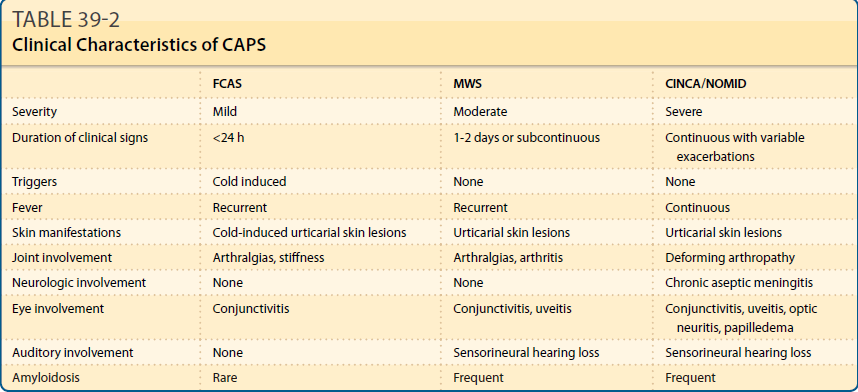 TABLE 39-2
Clinical Characteristics of CAPS
FCAS MWS CINCA/NOMID
Severity Mild Moderate Severe
Duration of clinical signs <24 h 1-2 days or subcontinuous Continuous with variable
exacerbations
Triggers Cold induced None None
Fever Recurrent Recurrent Continuous
Skin manifestations Cold-induced urticarial skin lesions Urticarial skin lesions Urticarial skin lesions
Joint involvement Arthralgias, stiffness Arthralgias, arthritis Deforming arthropathy
Neurologic involvement None None Chronic aseptic meningitis
Eye involvement Conjunctivitis Conjunctivitis, uveitis Conjunctivitis, uveitis, optic
neuritis, papilledema
Auditory involvement None Sensorineural hearing loss Sensorineural hearing loss
Amyloidosis Rare Frequent Frequent